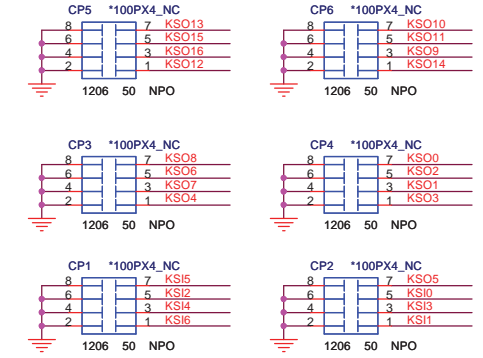 CP5 *100PX4_NC
8 7 KSO13
6 5 KSO15
4 3 KSO16
2 1 KSO12
1206 50 NPO
CP6 *100PX4_NC
8 7 KSO10
6 5 KSO11
4 3 KSO9
2 1 KSO14
1206 50 NPO
CP3 *100PX4_NC
8 7 KSO8
6 5 KSO6
4 3 KSO7
2 1 KSO4
1206 50 NPO
CP4 *100PX4_NC
8 7 KSO0
6 5 KSO2
4 3 KSO1
2 1 KSO3
1206 50 NPO
CP1 *100PX4_NC
8 7 KSI5
6 5 KSI2
4 3 KSI4
2 1 KSI6
1206 50 NPO
CP2 *100PX4_NC
8 7 KSO5
6 5 KSI0
4 3 KSI3
2 1 KSI1
1206 50 NPO